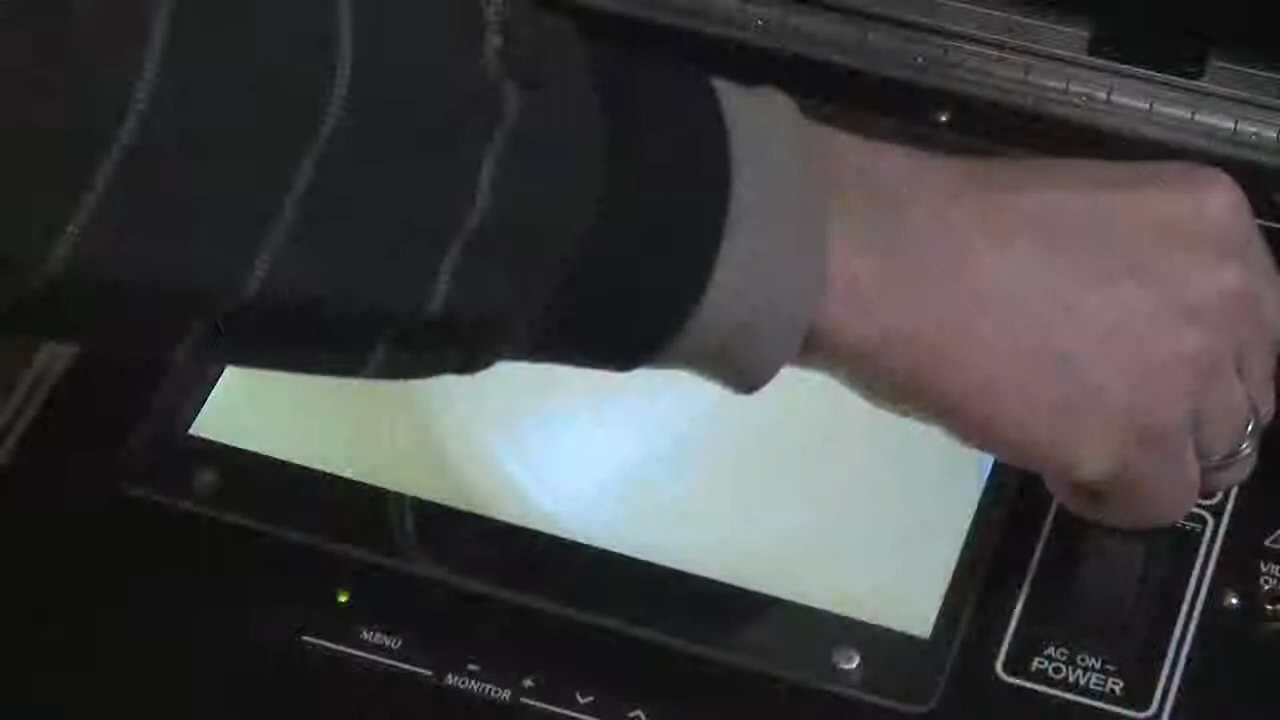 MENU
- + 
MONITOR
AC ON~
POWER